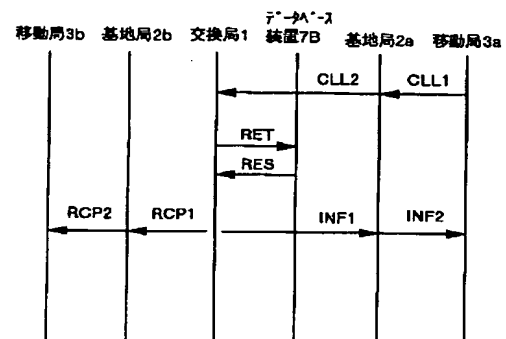 移動局3b 基地局2b 交換局1 ﾃﾞｰﾀﾍﾞｰｽ装置7B 基地局2a 移動局3a
CLL2 CLL1
RET
RES
RCP2 RCP1 INF1 INF2